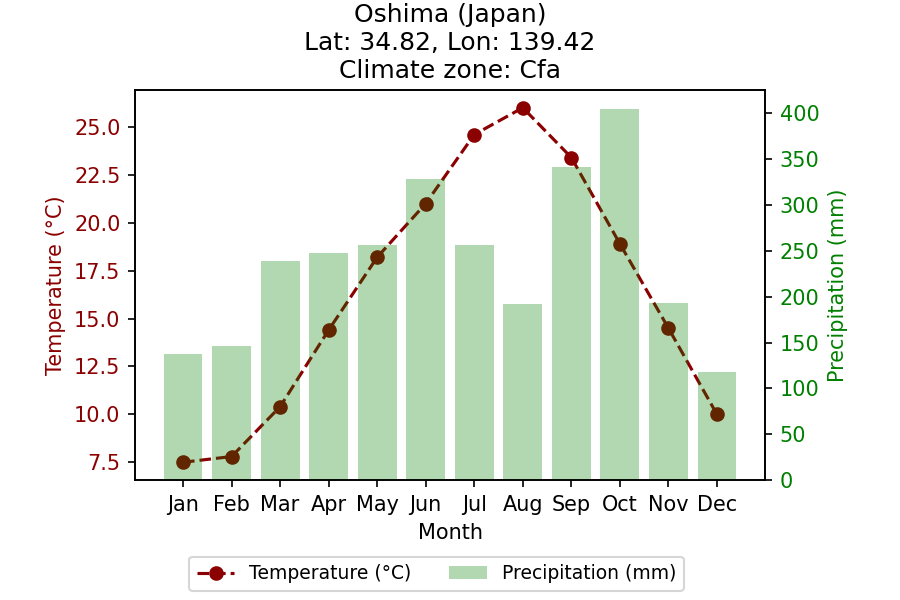 Oshima (Japan)
Lat: 34.82, Lon: 139.42
Climate zone: Cfa
Temperature (°C)
25.0
22.5
20.0
17.5
15.0
12.5
10.0
7.5
400
350
300
250
200
150
100
50
0
Precipitation (mm)
Jan Feb Mar Apr May Jun Jul Aug Sep Oct Nov Dec
Month
Temperature (°C) Precipitation (mm)